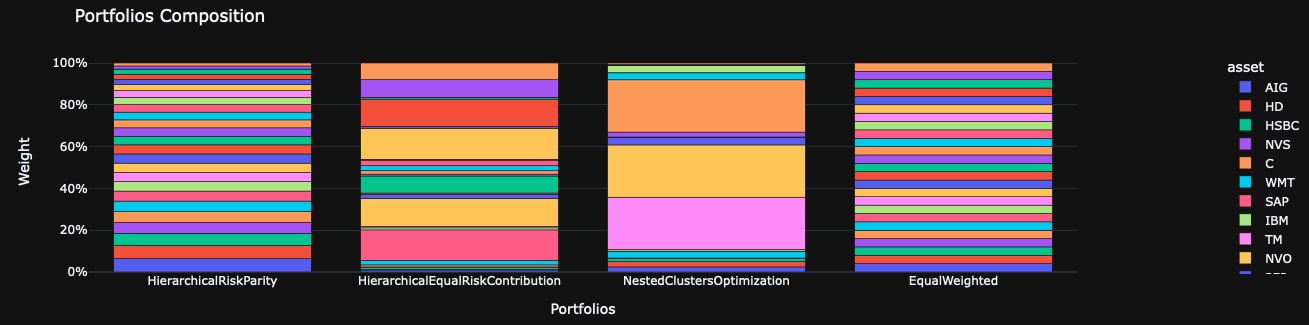 Portfolios Composition
100%
80%
60%
40%
20%
0%
Weight
HierarchicalRiskParity
HierarchicalEqualRiskContribution
NestedClustersOptimization
EqualWeighted
Portfolios
asset
AIG
HD
HSBC
NVS
C
WMT
SAP
IBM
TM
NVO